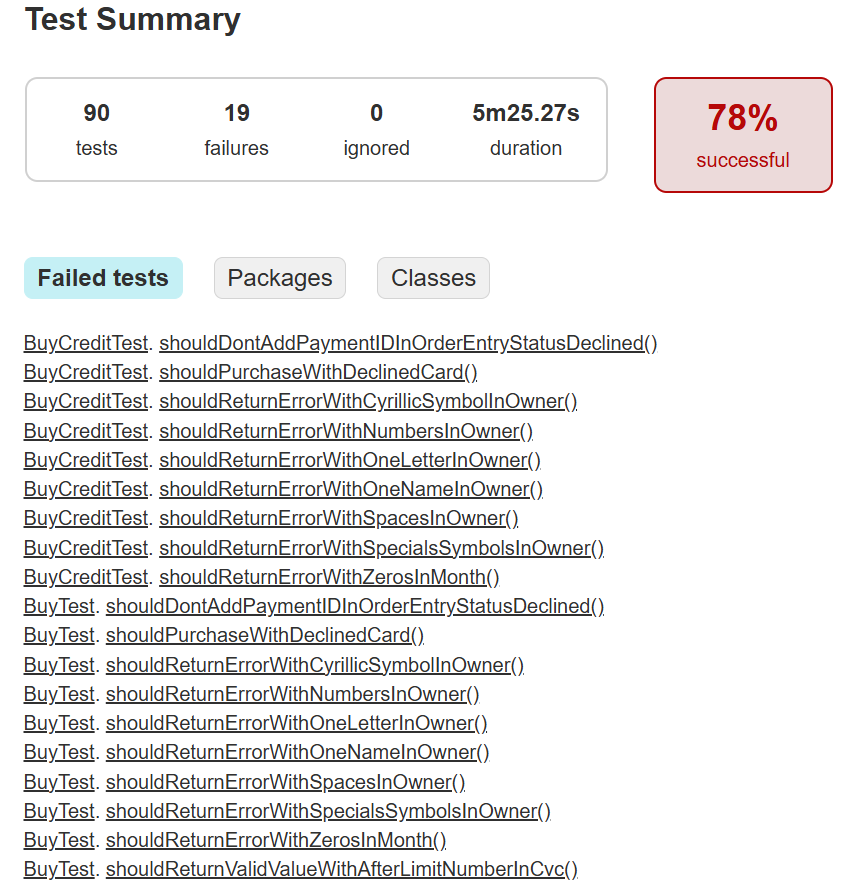 Test Summary
90 19 0 5m25.27s
tests failures ignored duration
78%
successful
Failed tests Packages Classes
BuyCreditTest. shouldDontAddPaymentIDInOrderEntryStatusDeclined()
BuyCreditTest. shouldPurchaseWithDeclinedCard()
BuyCreditTest. shouldReturnErrorWithCyrillicSymbolInOwner()
BuyCreditTest. shouldReturnErrorWithNumbersInOwner()
BuyCreditTest. shouldReturnErrorWithOneLetterInOwner()
BuyCreditTest. shouldReturnErrorWithOneNameInOwner()
BuyCreditTest. shouldReturnErrorWithSpacesInOwner()
BuyCreditTest. shouldReturnErrorWithSpecialsSymbolsInOwner()
BuyCreditTest. shouldReturnErrorWithZerosInMonth()
BuyTest. shouldDontAddPaymentIDInOrderEntryStatusDeclined()
BuyTest. shouldPurchaseWithDeclinedCard()
BuyTest. shouldReturnErrorWithCyrillicSymbolInOwner()
BuyTest. shouldReturnErrorWithNumbersInOwner()
BuyTest. shouldReturnErrorWithOneLetterInOwner()
BuyTest. shouldReturnErrorWithOneNameInOwner()
BuyTest. shouldReturnErrorWithSpacesInOwner()
BuyTest. shouldReturnErrorWithSpecialsSymbolsInOwner()
BuyTest. shouldReturnErrorWithZerosInMonth()
BuyTest. shouldReturnValidValueWithAfterLimitNumberInCvc()